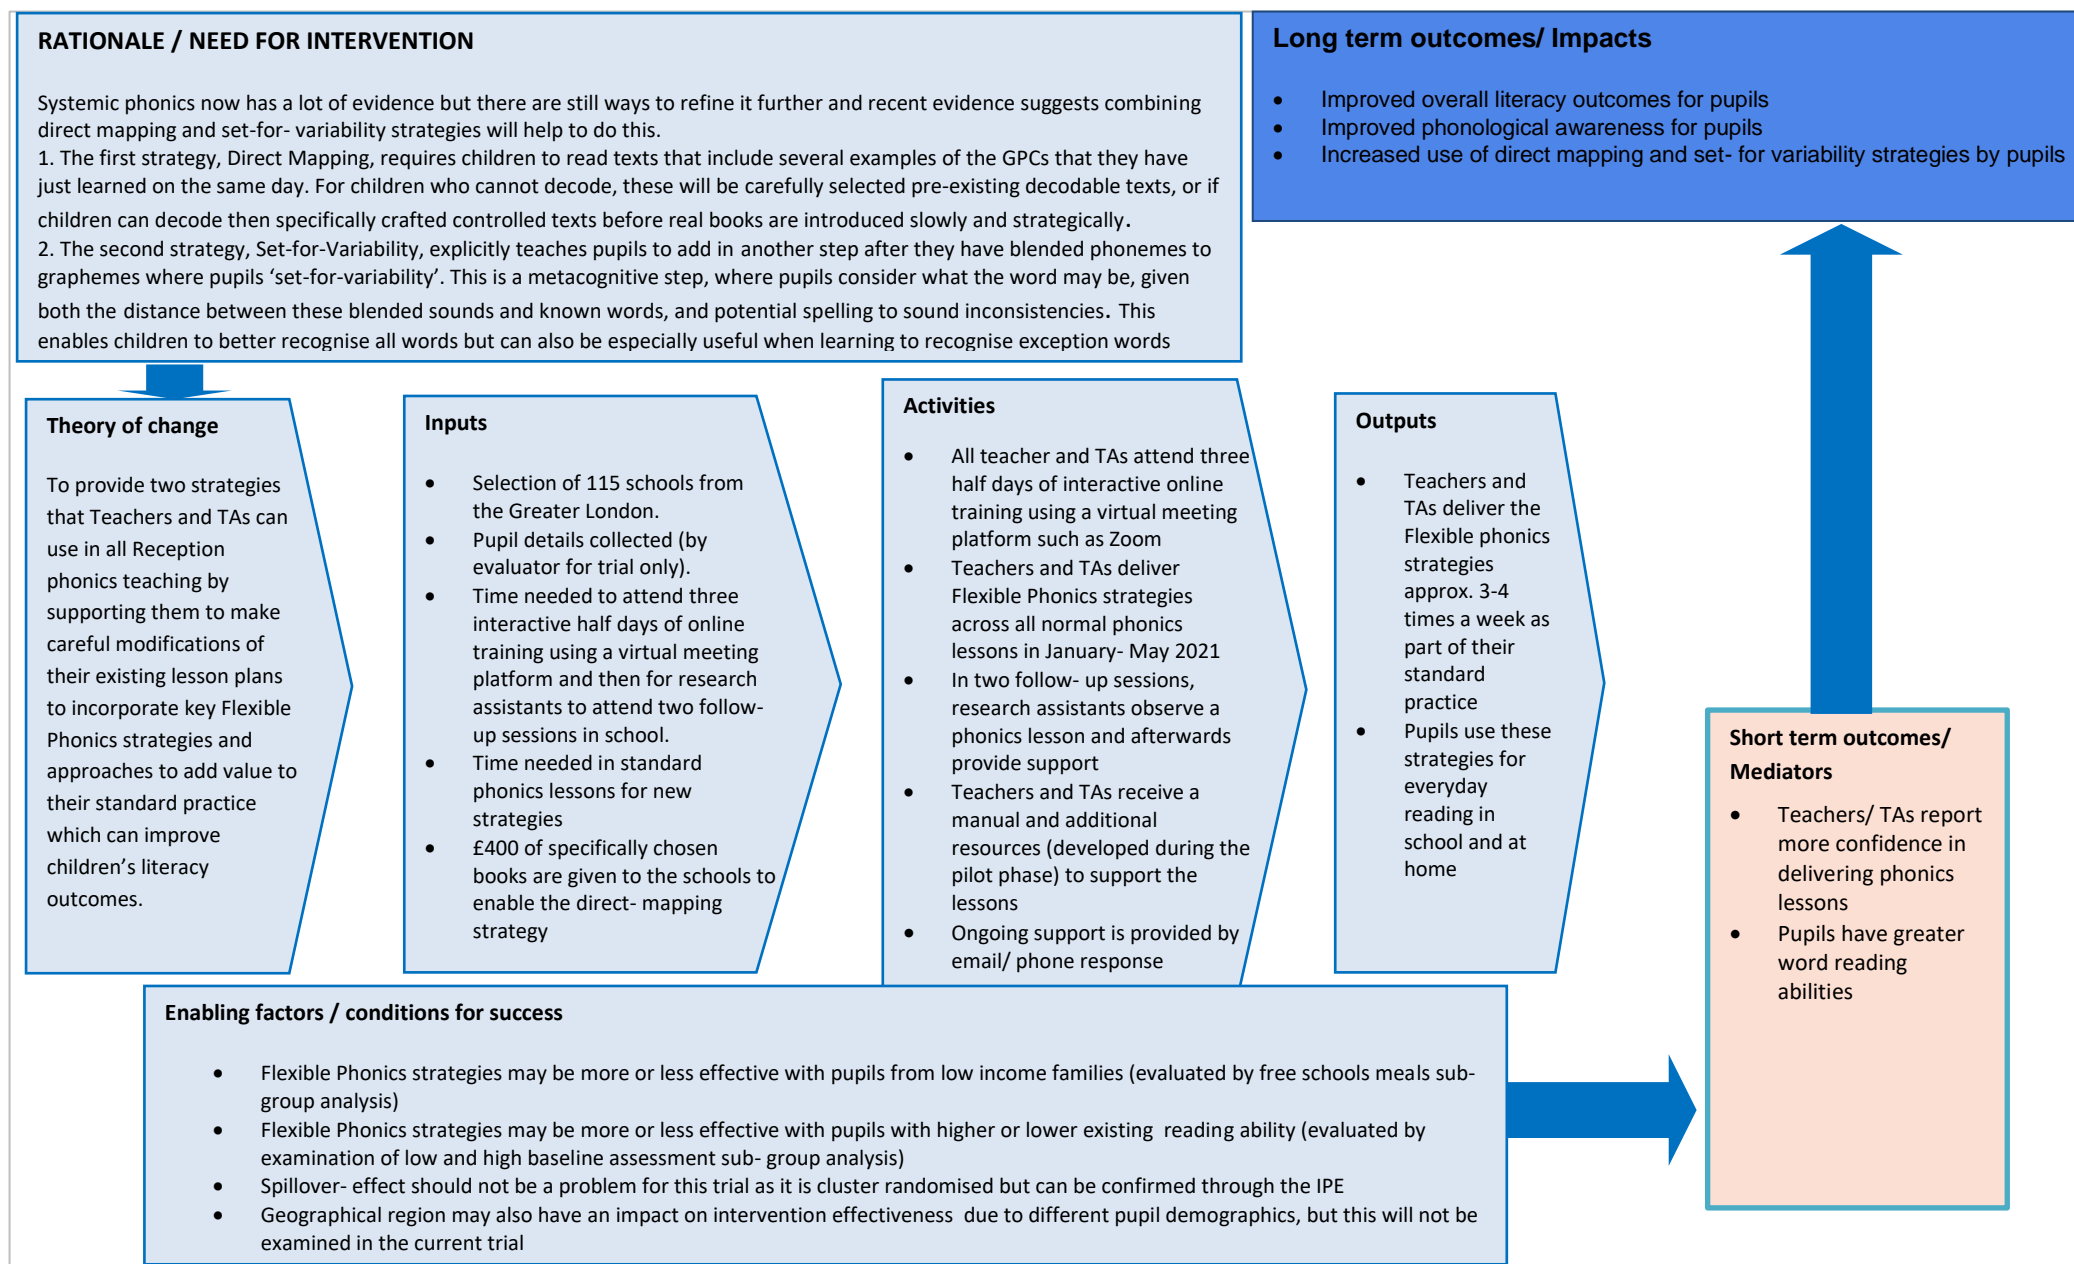 RATIONALE / NEED FOR INTERVENTION
Systemic phonics now has a lot of evidence but there are still ways to refine it further and recent evidence suggests combining
direct mapping and set-for- variability strategies will help to do this.
1. The first strategy, Direct Mapping, requires children to read texts that include several examples of the GPCs that they have
just learned on the same day. For children who cannot decode, these will be carefully selected pre-existing decodable texts, or if
children can decode then specifically crafted controlled texts before real books are introduced slowly and strategically.
2. The second strategy, Set-for-Variability, explicitly teaches pupils to add in another step after they have blended phonemes to
graphemes where pupils ‘set-for-variability’. This is a metacognitive step, where pupils consider what the word may be, given
both the distance between these blended sounds and known words, and potential spelling to sound inconsistencies. This
enables children to better recognise all words but can also be especially useful when learning to recognise exception words
Long term outcomes/ Impacts
• Improved overall literacy outcomes for pupils
• Improved phonological awareness for pupils
• Increased use of direct mapping and set- for variability strategies by pupils
Theory of change
To provide two strategies
that Teachers and TAs can
use in all Reception
phonics teaching by
supporting them to make
careful modifications of
their existing lesson plans
to incorporate key Flexible
Phonics strategies and
approaches to add value to
their standard practice
which can improve
children’s literacy
outcomes.
Inputs
• Selection of 115 schools from
the Greater London.
• Pupil details collected (by
evaluator for trial only).
• Time needed to attend three
interactive half days of online
training using a virtual meeting
platform and then for research
assistants to attend two follow-
up sessions in school.
• Time needed in standard
phonics lessons for new
strategies
• £400 of specifically chosen
books are given to the schools to
enable the direct- mapping
strategy
Activities
• All teacher and TAs attend three
half days of interactive online
training using a virtual meeting
platform such as Zoom
• Teachers and TAs deliver
Flexible Phonics strategies
across all normal phonics
lessons in January- May 2021
• In two follow- up sessions,
research assistants observe a
phonics lesson and afterwards
provide support
• Teachers and TAs receive a
manual and additional
resources (developed during the
pilot phase) to support the
lessons
• Ongoing support is provided by
email/ phone response
Outputs
• Teachers and
TAs deliver the
Flexible phonics
strategies
approx. 3-4
times a week as
part of their
standard
practice
• Pupils use these
strategies for
everyday
reading in
school and at
home
Short term outcomes/
Mediators
• Teachers/ TAs report
more confidence in
delivering phonics
lessons
• Pupils have greater
word reading
abilities
Enabling factors / conditions for success
• Flexible Phonics strategies may be more or less effective with pupils from low income families (evaluated by free schools meals sub-
group analysis)
• Flexible Phonics strategies may be more or less effective with pupils with higher or lower existing reading ability (evaluated by
examination of low and high baseline assessment sub- group analysis)
• Spillover- effect should not be a problem for this trial as it is cluster randomised but can be confirmed through the IPE
• Geographical region may also have an impact on intervention effectiveness due to different pupil demographics, but this will not be
examined in the current trial